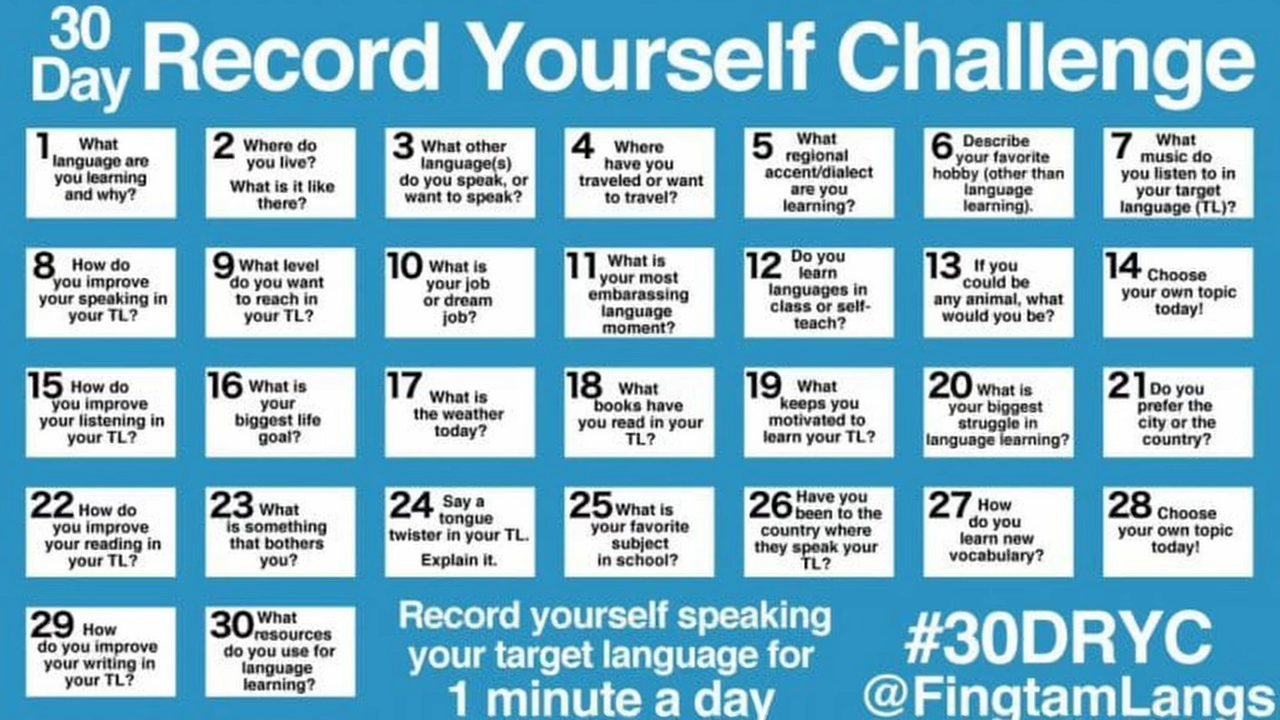 30
Day
Record Yourself Challenge
1 What
language are
you learning
and why?
2 Where do
you live?
What is it like
there?
3 What other
language(s)
do you speak, or
want to speak?
4 Where
have you
traveled or want
to travel?
5 What
regional
accent/dialect
are you
learning?
6 Describe
your favorite
hobby (other than
language
learning).
7 What
music do
you listen to in
your target
language (TL)?
8 How do
you improve
your speaking in
your TL?
9 What level
do you want
to reach in
your TL?
10 What is
your job
or dream
job?
11 What is
your most
embarassing
language
moment?
12 Do you
learn
languages in
class or self-
teach?
13 If you
could be
any animal, what
would you be?
14 Choose
your own topic
today!
15 How do
you improve
your listening in
your TL?
16 What is
your
biggest life
goal?
17 What is
the weather
today?
18 What
books have
you read in your
TL?
19 What
keeps you
motivated to
learn your TL?
20 What is
your biggest
struggle in
language learning?
21 Do you
prefer the
city or the
country?
22 How do
you improve
your reading in
your TL?
23 What
is something
that bothers
you?
24 Say a
tongue
twister in your TL.
Explain it.
25 What is
your favorite
subject
in school?
26 Have you
been to the
country where
they speak your
TL?
27 How
do you
learn new
vocabulary?
28 Choose
your own topic
today!
29 How
do you improve
your writing in
your TL?
30 What
resources
do you use for
language
learning?
Record yourself speaking
your target language for
1 minute a day
#30DRYC
@FingtamLangs